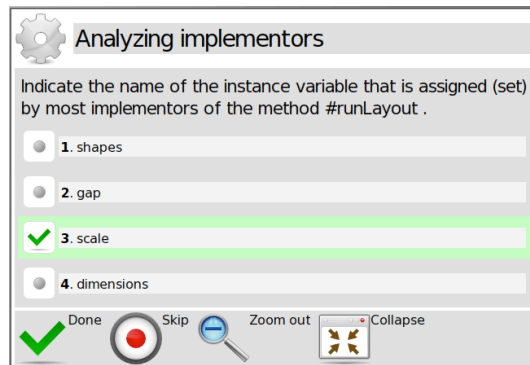 Analyzing implementors
Indicate the name of the instance variable that is assigned (set)
by most implementors of the method #runLayout .
1. shapes
2. gap
3. scale
4. dimensions
Done
Skip
Zoom out
Collapse